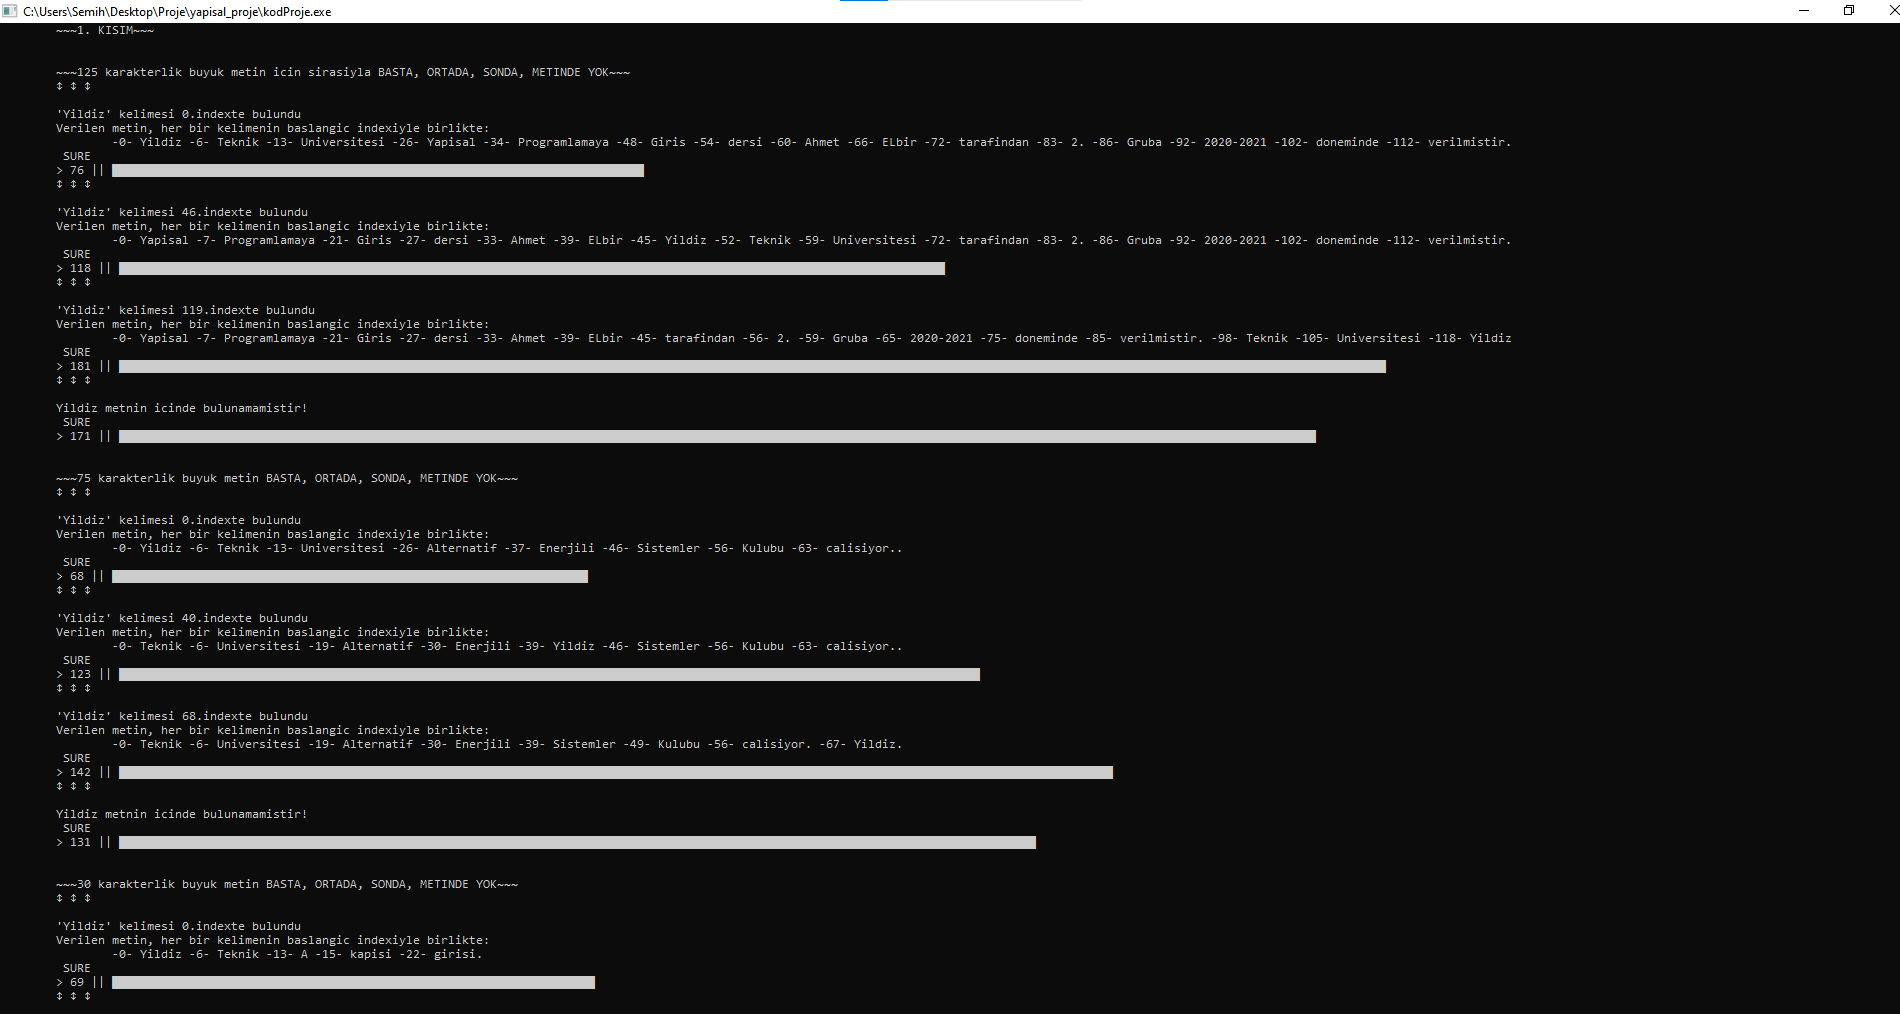 C:\Users\Semih\Desktop\Proje\yapisal_proje\kodProje.exe
~~~1. KISIM~~~
~~~125 karakterlik buyuk metin icin sirasiyla BASTA, ORTADA, SONDA, METINDE YOK~~~
↕ ↕ ↕
'Yildiz' kelimesi 0.indexte bulundu
Verilen metin, her bir kelimenin baslangic indexiyle birlikte:
-0- Yildiz -6- Teknik -13- Universitesi -26- Yapisal -34- Programlamaya -48- Giris -54- dersi -60- Ahmet -66- ELbir -72- tarafindan -83- 2. -86- Gruba -92- 2020-2021 -102- doneminde -112- verilmistir.
SURE
> 76 ||
↕ ↕ ↕
'Yildiz' kelimesi 46.indexte bulundu
Verilen metin, her bir kelimenin baslangic indexiyle birlikte:
-0- Yapisal -7- Programlamaya -21- Giris -27- dersi -33- Ahmet -39- ELbir -45- Yildiz -52- Teknik -59- Universitesi -72- tarafindan -83- 2. -86- Gruba -92- 2020-2021 -102- doneminde -112- verilmistir.
SURE
> 118 ||
↕ ↕ ↕
'Yildiz' kelimesi 119.indexte bulundu
Verilen metin, her bir kelimenin baslangic indexiyle birlikte:
-0- Yapisal -7- Programlamaya -21- Giris -27- dersi -33- Ahmet -39- ELbir -45- tarafindan -56- 2. -59- Gruba -65- 2020-2021 -75- doneminde -85- verilmistir. -98- Teknik -105- Universitesi -118- Yildiz
SURE
> 181 ||
↕ ↕ ↕
Yildiz metnin icinde bulunamamistir!
SURE
> 171 ||
~~~75 karakterlik buyuk metin BASTA, ORTADA, SONDA, METINDE YOK~~~
↕ ↕ ↕
'Yildiz' kelimesi 0.indexte bulundu
Verilen metin, her bir kelimenin baslangic indexiyle birlikte:
-0- Yildiz -6- Teknik -13- Universitesi -26- Alternatif -37- Enerjili -46- Sistemler -56- Kulubu -63- calisiyor..
SURE
> 68 ||
↕ ↕ ↕
'Yildiz' kelimesi 40.indexte bulundu
Verilen metin, her bir kelimenin baslangic indexiyle birlikte:
-0- Teknik -6- Universitesi -19- Alternatif -30- Enerjili -39- Yildiz -46- Sistemler -56- Kulubu -63- calisiyor..
SURE
> 123 ||
↕ ↕ ↕
'Yildiz' kelimesi 68.indexte bulundu
Verilen metin, her bir kelimenin baslangic indexiyle birlikte:
-0- Teknik -6- Universitesi -19- Alternatif -30- Enerjili -39- Sistemler -49- Kulubu -56- calisiyor. -67- Yildiz.
SURE
> 142 ||
↕ ↕ ↕
Yildiz metnin icinde bulunamamistir!
SURE
> 131 ||
~~~30 karakterlik buyuk metin BASTA, ORTADA, SONDA, METINDE YOK~~~
↕ ↕ ↕
'Yildiz' kelimesi 0.indexte bulundu
Verilen metin, her bir kelimenin baslangic indexiyle birlikte:
-0- Yildiz -6- Teknik -13- A -15- kapisi -22- girisi.
SURE
> 69 ||
↕ ↕ ↕